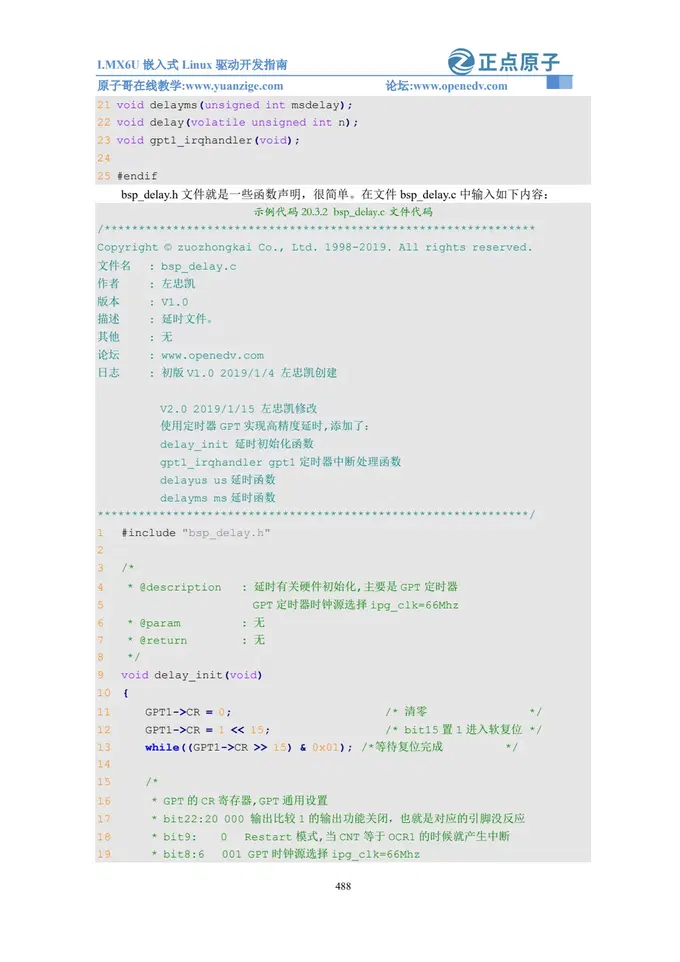 I.MX6U 嵌入式 Linux 驱动开发指南
正点原子
原子哥在线教学:www.yuanzige.com 论坛:www.openedv.com
21 void delayms(unsigned int msdelay);
22 void delay(volatile unsigned int n);
23 void gpt1_irqhandler(void);
24
25 #endif
bsp_delay.h 文件就是一些函数声明，很简单。在文件 bsp_delay.c 中输入如下内容：
示例代码 20.3.2 bsp_delay.c 文件代码
/***************************************************************
Copyright © zuozhongkai Co., Ltd. 1998-2019. All rights reserved.
文件名 : bsp_delay.c
作者 : 左忠凯
版本 : V1.0
描述 : 延时文件。
其他 : 无
论坛 : www.openedv.com
日志 : 初版 V1.0 2019/1/4 左忠凯创建
V2.0 2019/1/15 左忠凯修改
使用定时器 GPT 实现高精度延时,添加了:
delay_init 延时初始化函数
gpt1_irqhandler gpt1 定时器中断处理函数
delayus us 延时函数
delayms ms 延时函数
***************************************************************/
1 #include "bsp_delay.h"
2
3 /*
4 * @description : 延时有关硬件初始化,主要是 GPT 定时器
5 GPT 定时器时钟源选择 ipg_clk=66Mhz
6 * @param : 无
7 * @return : 无
8 */
9 void delay_init(void)
10 {
11 GPT1->CR = 0; /* 清零 */
12 GPT1->CR = 1 << 15; /* bit15 置 1 进入软复位 */
13 while((GPT1->CR >> 15) & 0x01); /*等待复位完成 */
14
15 /*
16 * GPT 的 CR 寄存器,GPT 通用设置
17 * bit22:20 000 输出比较 1 的输出功能关闭，也就是对应的引脚没反应
18 * bit9: 0 Restart 模式,当 CNT 等于 OCR1 的时候就产生中断
19 * bit8:6 001 GPT 时钟源选择 ipg_clk=66Mhz
488